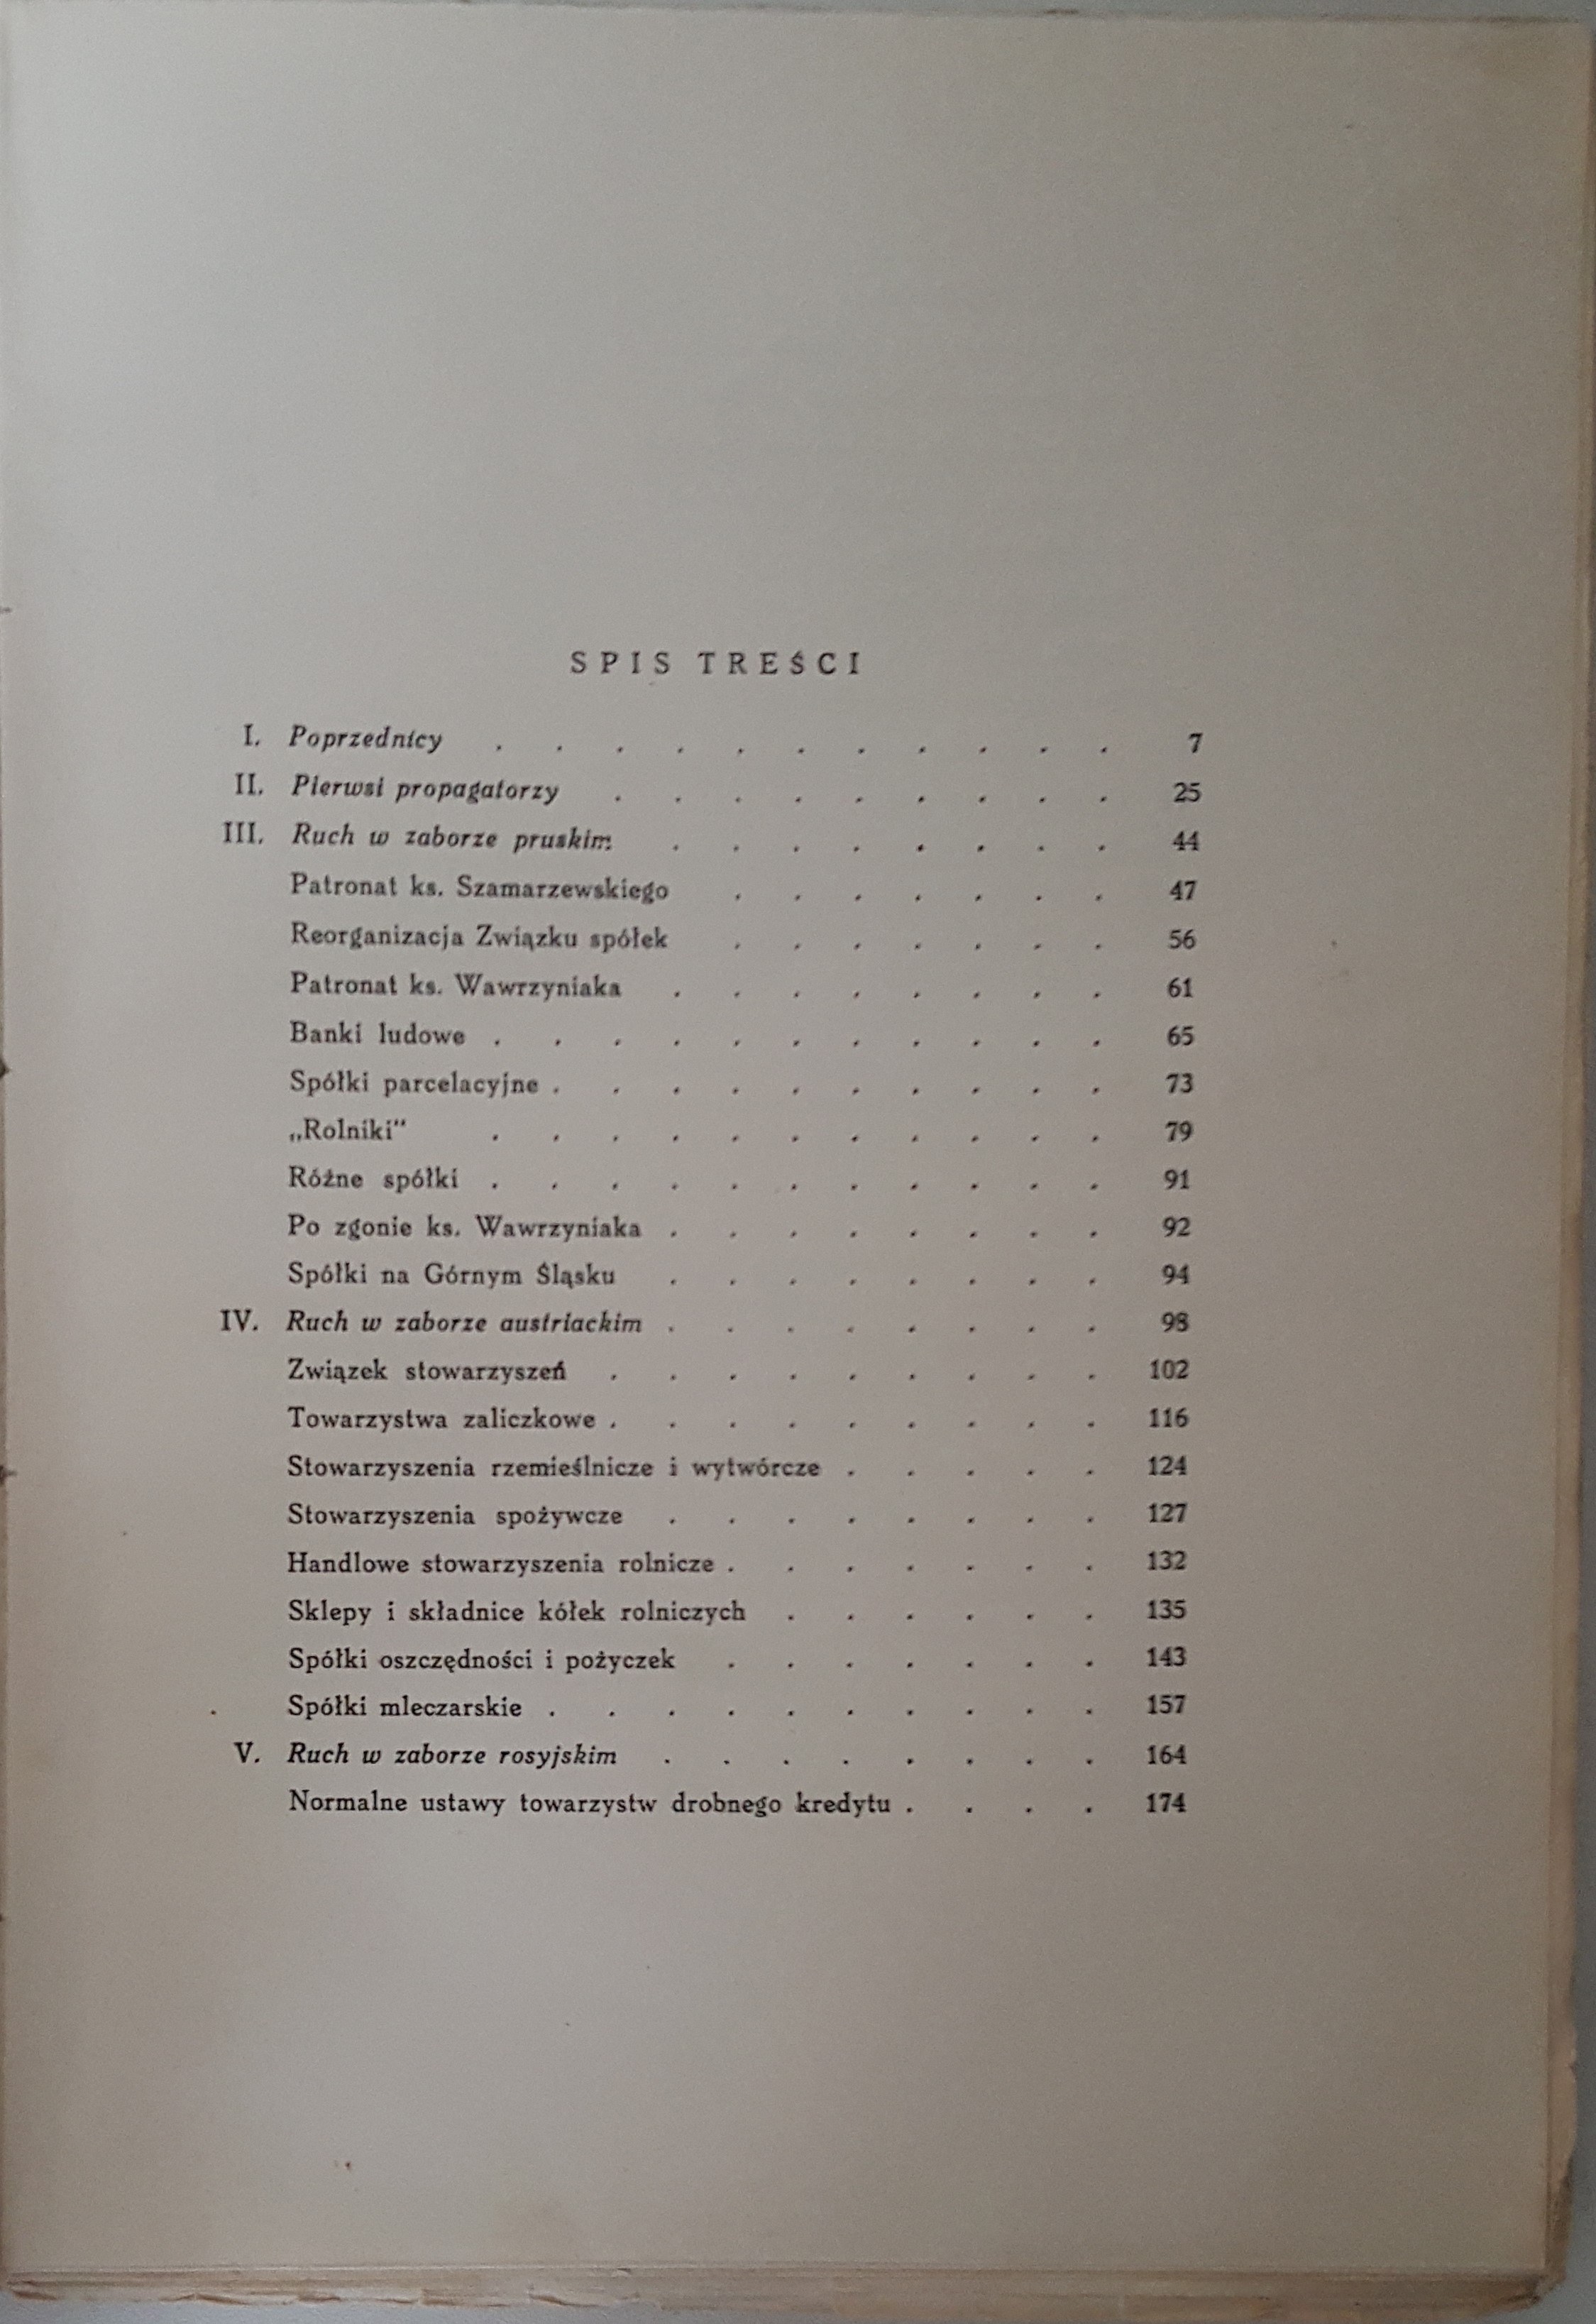 SPIS TREŚCI
I. Poprzednicy . . . . . . . . . . . 7
II. Pierwsi propagatorzy . . . . . . . . . 25
III. Ruch w zaborze pruskim . . . . . . . . 44
Patronat ks. Szamarzewskiego . . . . . . . 47
Reorganizacja Związku spółek . . . . . . . 56
Patronat ks. Wawrzyniaka . . . . . . . . 61
Banki ludowe . . . . . . . . . . . 65
Spółki parcelacyjne . . . . . . . . . . 73
„Rolniki" . . . . . . . . . . . 79
Różne spółki . . . . . . . . . . . 91
Po zgonie ks. Wawrzyniaka . . . . . . . . 92
Spółki na Górnym Śląsku . . . . . . . . 94
IV. Ruch w zaborze austriackim . . . . . . . . 98
Związek stowarzyszeń . . . . . . . . . 102
Towarzystwa zaliczkowe . . . . . . . . . 116
Stowarzyszenia rzemieślnicze i wytwórcze . . . . . 124
Stowarzyszenia spożywcze . . . . . . . . 127
Handlowe stowarzyszenia rolnicze . . . . . . . 132
Sklepy i składnice kółek rolniczych . . . . . . 135
Spółki oszczędności i pożyczek . . . . . . . 143
Spółki mleczarskie . . . . . . . . . . 157
V. Ruch w zaborze rosyjskim . . . . . . . . 164
Normalne ustawy towarzystw drobnego kredytu . . . . 174